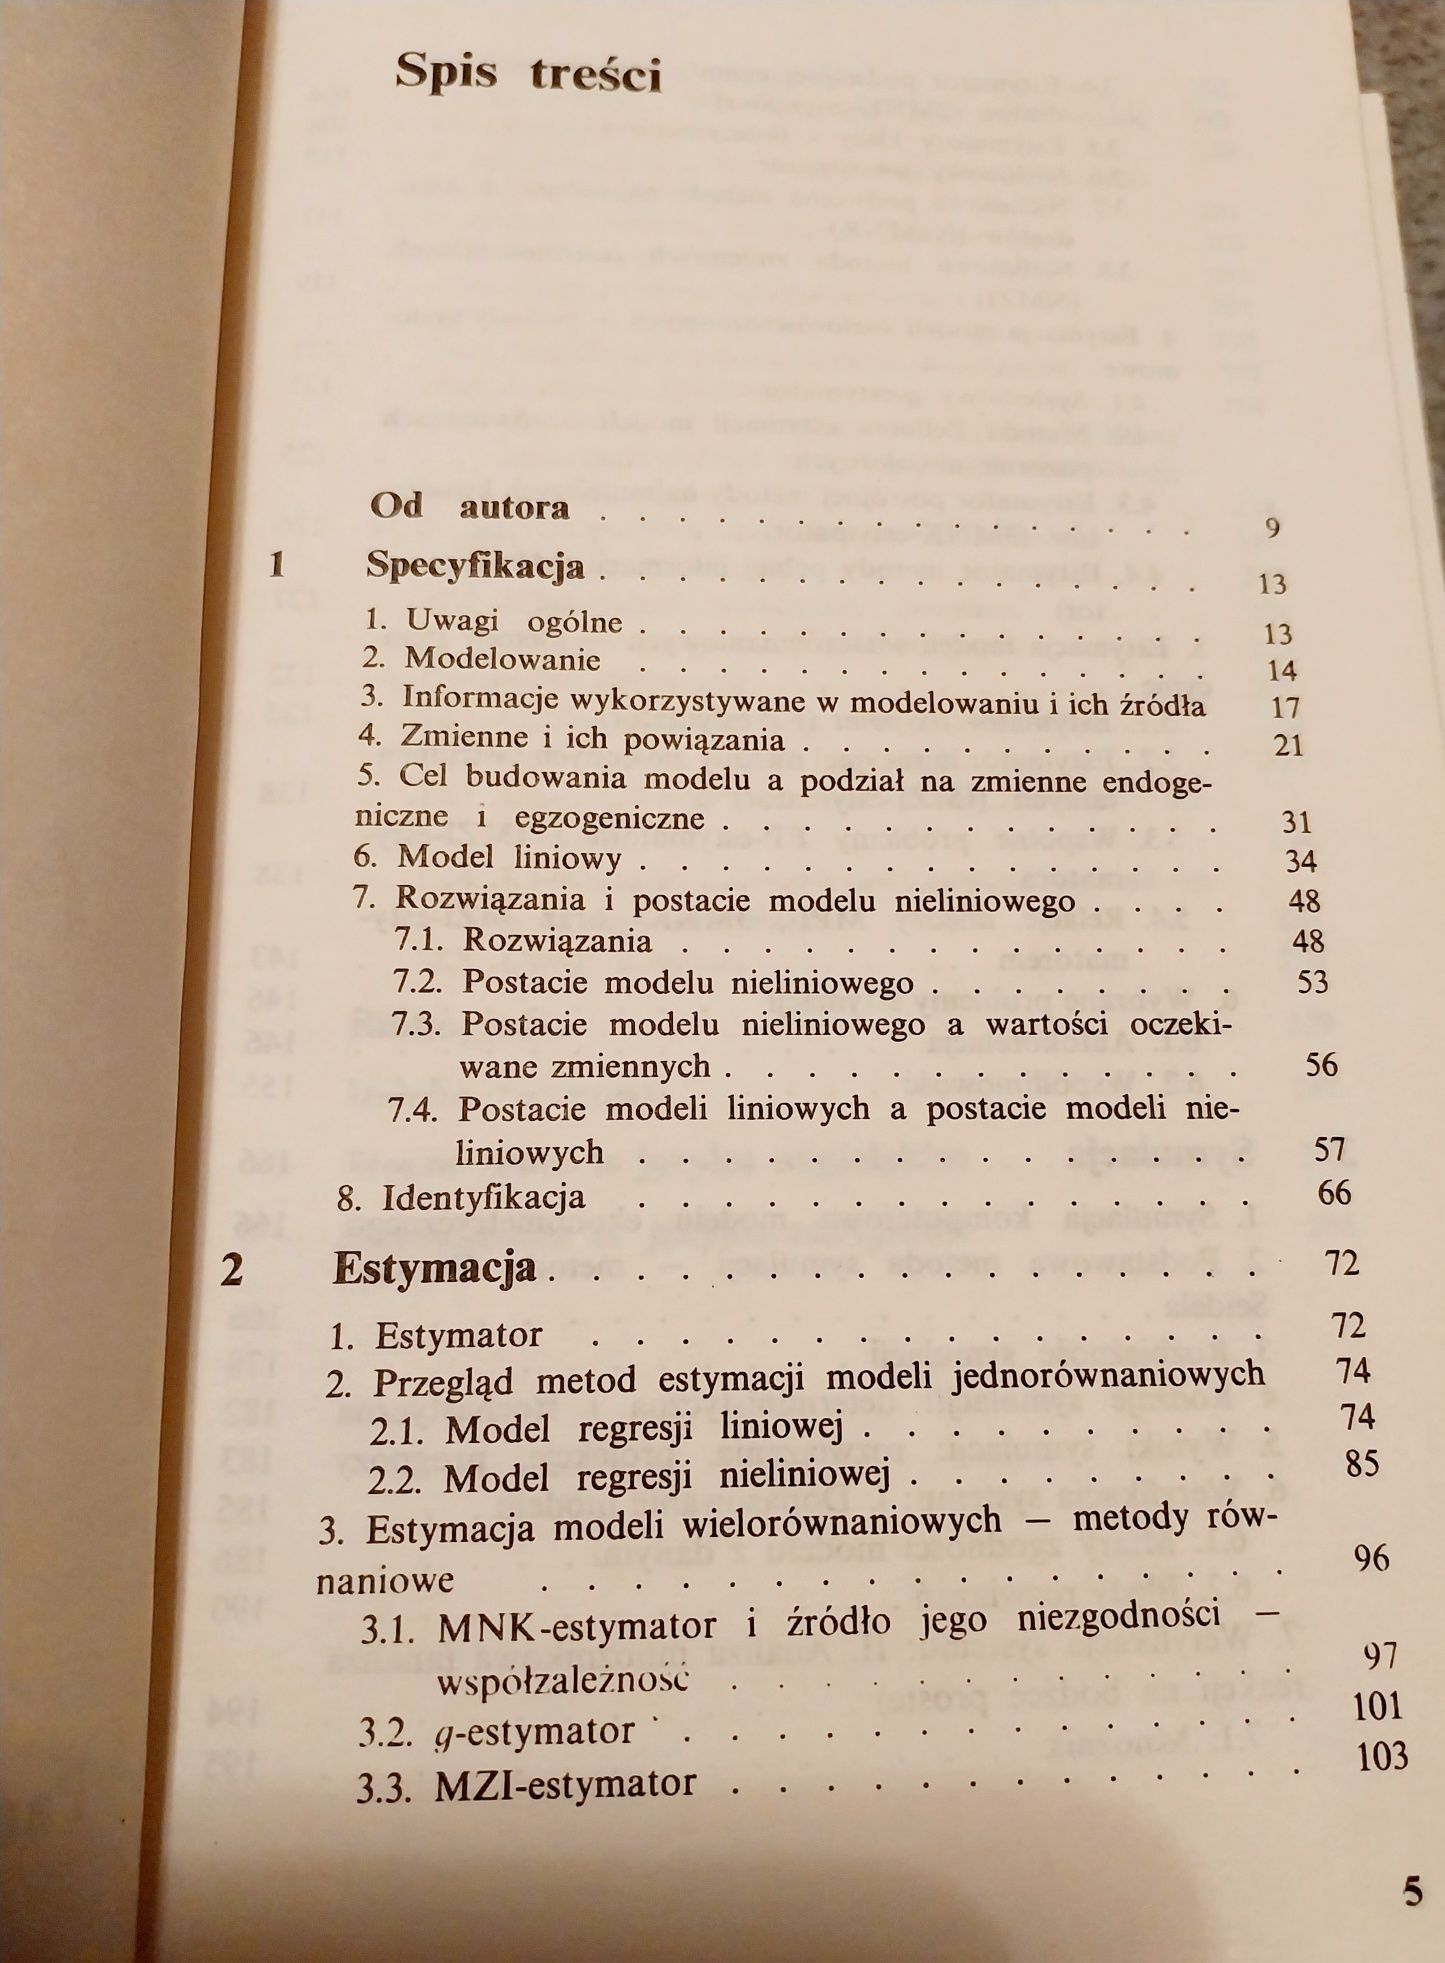 Spis treści
Od autora . . . . . . . . . . . . . . . . 9
1 Specyfikacja . . . . . . . . . . . . . . . . 13
1. Uwagi ogólne . . . . . . . . . . . . . . . 13
2. Modelowanie . . . . . . . . . . . . . . . 14
3. Informacje wykorzystywane w modelowaniu i ich źródła 17
4. Zmienne i ich powiązania . . . . . . . . . . . 21
5. Cel budowania modelu a podział na zmienne endoge-
niczne i egzogeniczne . . . . . . . . . . . . . 31
6. Model liniowy . . . . . . . . . . . . . . . 34
7. Rozwiązania i postacie modelu nieliniowego . . . . 48
7.1. Rozwiązania . . . . . . . . . . . . . . 48
7.2. Postacie modelu nieliniowego . . . . . . . . 53
7.3. Postacie modelu nieliniowego a wartości oczeki-
wane zmiennych . . . . . . . . . . . . . 56
7.4. Postacie modeli liniowych a postacie modeli nie-
liniowych . . . . . . . . . . . . . . . 57
8. Identyfikacja . . . . . . . . . . . . . . . 66
2 Estymacja . . . . . . . . . . . . . . . . . 72
1. Estymator . . . . . . . . . . . . . . . . 72
2. Przegląd metod estymacji modeli jednorównaniowych 74
2.1. Model regresji liniowej . . . . . . . . . . 74
2.2. Model regresji nieliniowej . . . . . . . . . 85
3. Estymacja modeli wielorównaniowych – metody rów-
naniowe . . . . . . . . . . . . . . . . . 96
3.1. MNK-estymator i źródło jego niezgodności –
współzależność . . . . . . . . . . . . . 97
3.2. g-estymator . . . . . . . . . . . . . . 101
3.3. MZI-estymator . . . . . . . . . . . . . 103
5